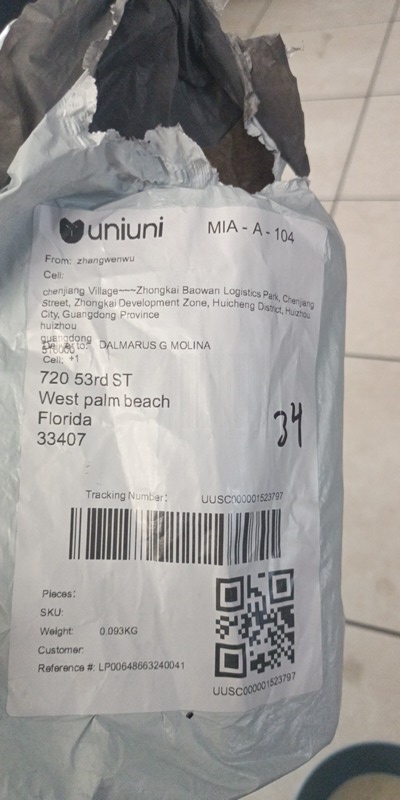 uniuni
MIA - A - 104
From: zhangwenwu
Cell:
chenjiang Village~~~Zhongkai Baowan Logistics Park, Chenjiang
Street, Zhongkai Development Zone, Huicheng District, Huizhou
City, Guangdong Province
huizhou
guangdong
516000
DALMARUS G MOLINA
Cell: +1
720 53rd ST
West palm beach
Florida
33407
34
Tracking Number: UUSC000001523797
Pieces:
SKU:
Weight: 0.093KG
Customer:
Reference #: LP00648663240041
UUSC000001523797